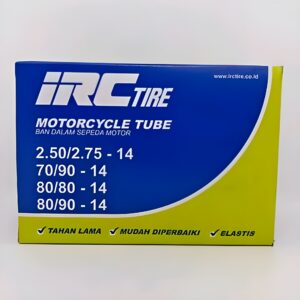 www.irctire.co.id
iRC TIRE
MOTORCYCLE TUBE
BAN DALAM SEPEDA MOTOR
2.50/2.75 - 14
70/90 - 14
80/80 - 14
80/90 - 14
TAHAN LAMA MUDAH DIPERBAIKI ELASTIS